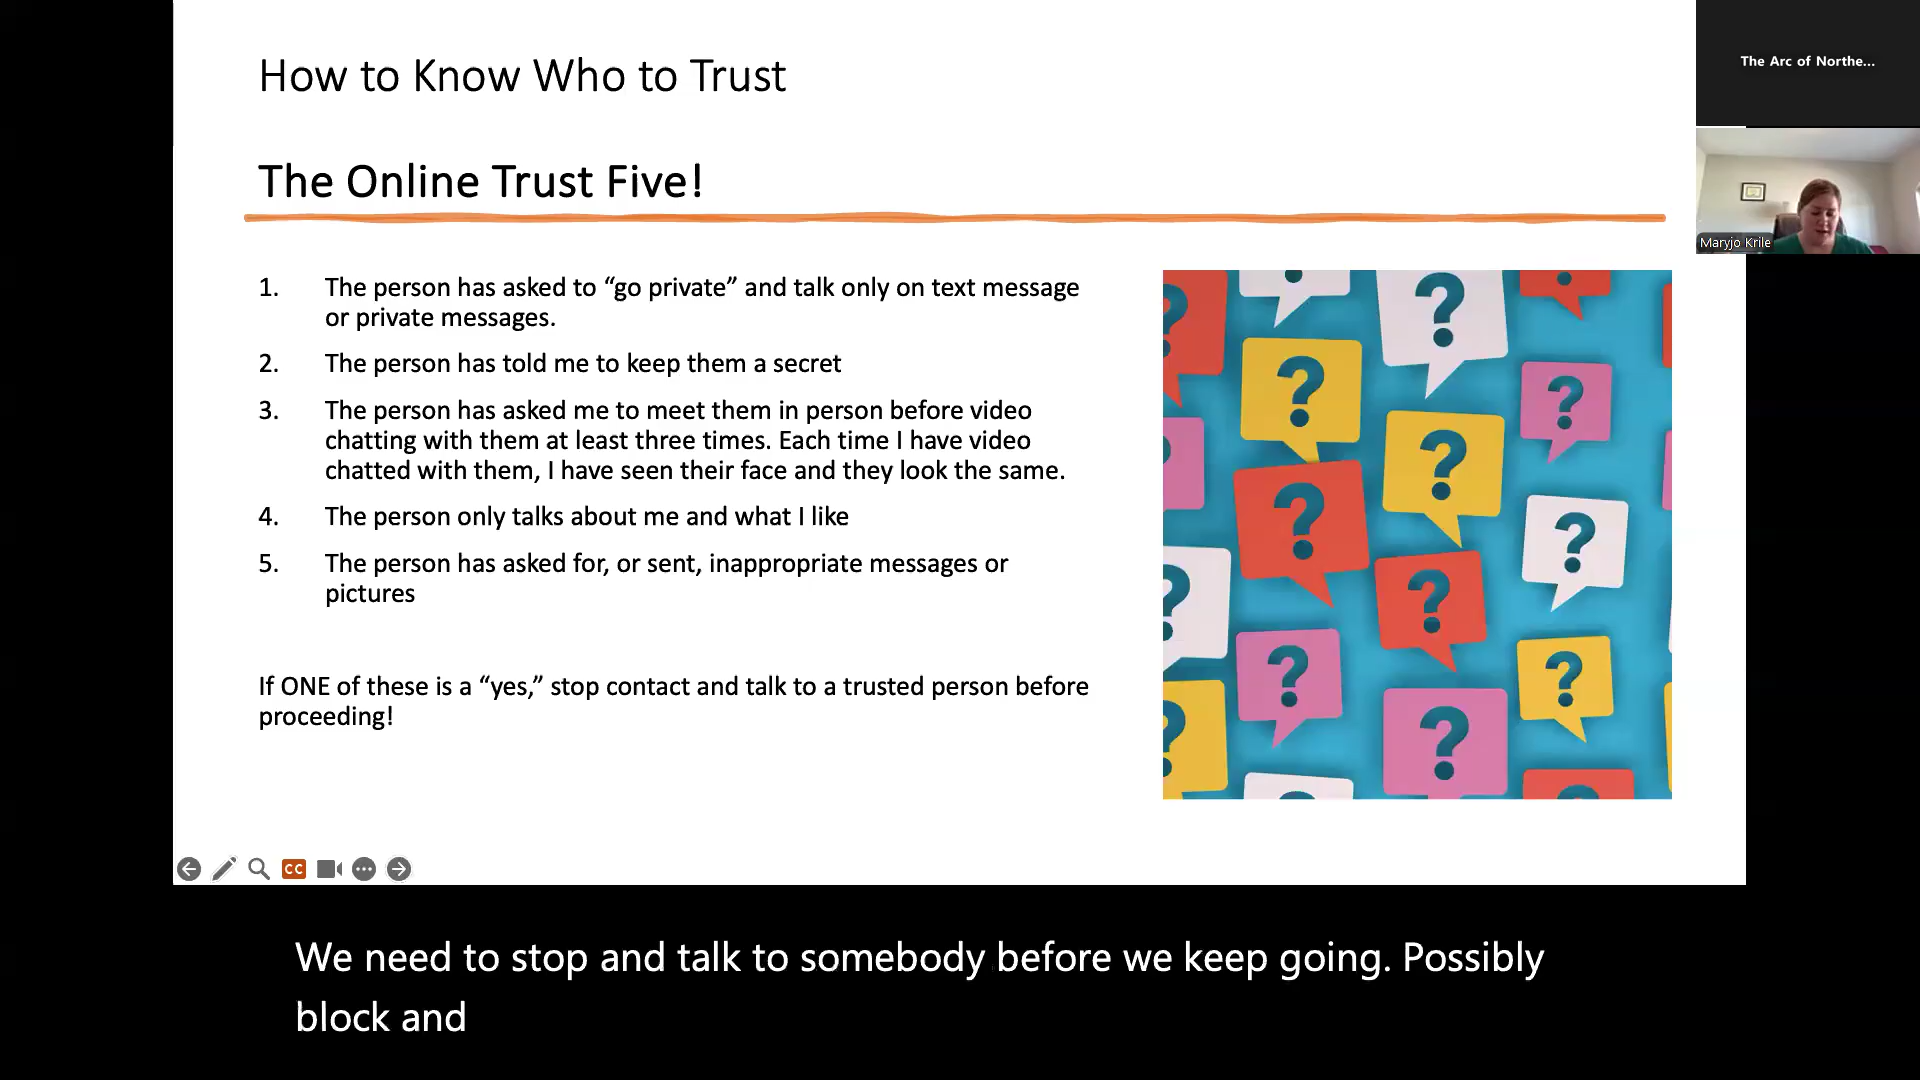 How to Know Who to Trust
The Online Trust Five!
1. The person has asked to “go private” and talk only on text message
or private messages.
2. The person has told me to keep them a secret
3. The person has asked me to meet them in person before video
chatting with them at least three times. Each time I have video
chatted with them, I have seen their face and they look the same.
4. The person only talks about me and what I like
5. The person has asked for, or sent, inappropriate messages or
pictures
If ONE of these is a “yes,” stop contact and talk to a trusted person before
proceeding!
The Arc of Northe...
Maryjo Krile
? ? ? ? ? ? ? ? ? ? ? ? ?
CC
We need to stop and talk to somebody before we keep going. Possibly
block and